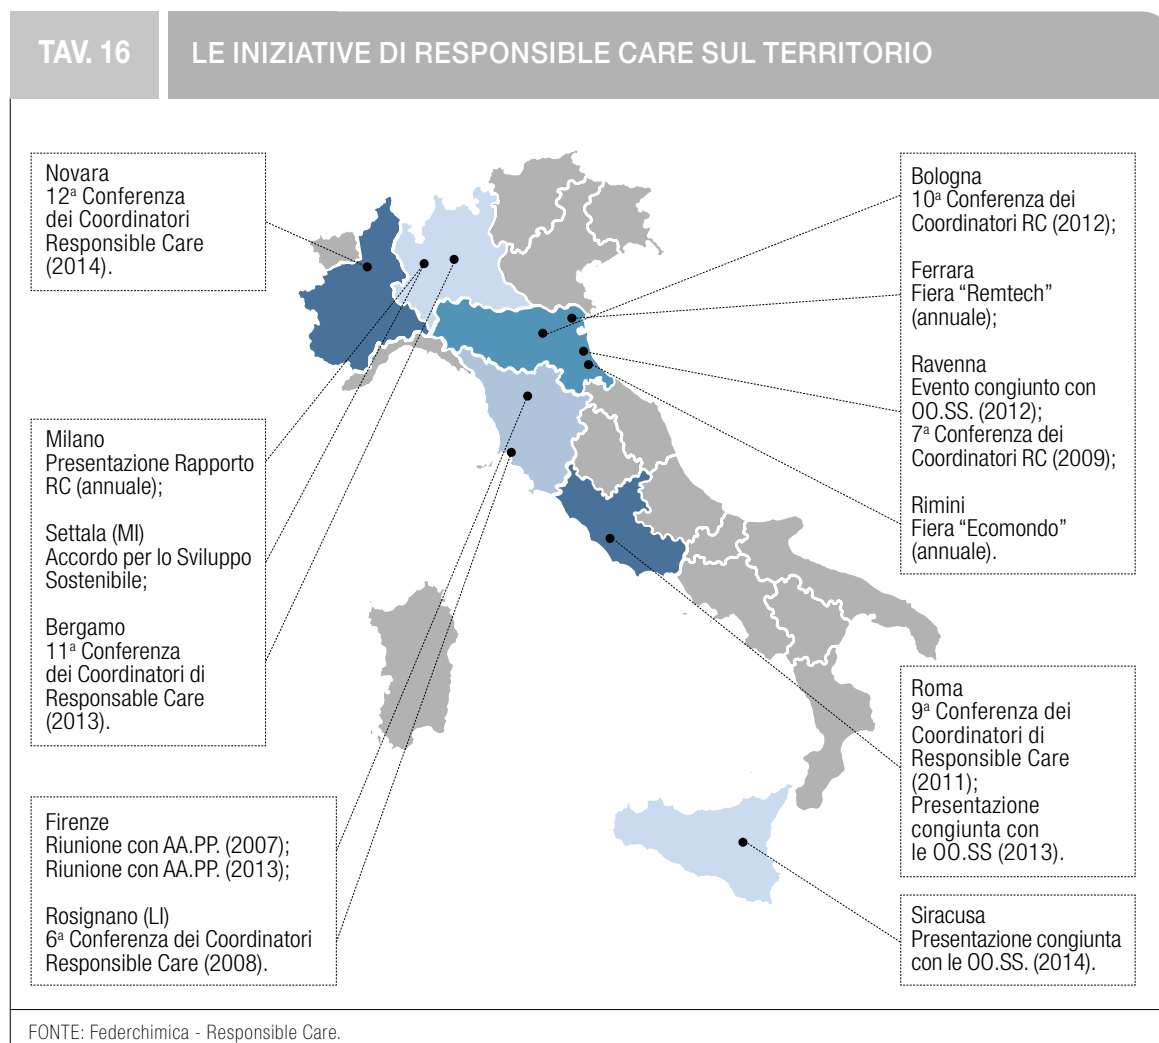 TAV. 16
LE INIZIATIVE DI RESPONSIBLE CARE SUL TERRITORIO
Novara
12ª Conferenza
dei Coordinatori
Responsible Care
(2014).
Milano
Presentazione Rapporto
RC (annuale);
Settala (MI)
Accordo per lo Sviluppo
Sostenibile;
Bergamo
11ª Conferenza
dei Coordinatori di
Responsable Care
(2013).
Firenze
Riunione con AA.PP. (2007);
Riunione con AA.PP. (2013);
Rosignano (LI)
6ª Conferenza dei Coordinatori
Responsible Care (2008).
Bologna
10ª Conferenza dei
Coordinatori RC (2012);
Ferrara
Fiera “Remtech”
(annuale);
Ravenna
Evento congiunto con
OO.SS. (2012);
7ª Conferenza dei
Coordinatori RC (2009);
Rimini
Fiera “Ecomondo”
(annuale).
Roma
9ª Conferenza dei
Coordinatori di
Responsible Care
(2011);
Presentazione
congiunta con
le OO.SS (2013).
Siracusa
Presentazione congiunta
con le OO.SS. (2014).
FONTE: Federchimica - Responsible Care.